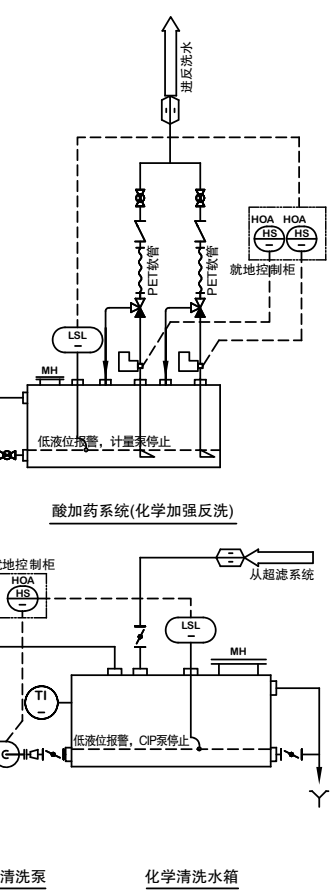 进反洗水
HOA HOA
HS HS
就地控制柜
PET软管
PET软管
LSL
MH
低液位报警，计量泵停止
酸加药系统(化学加强反洗)
地控制柜
HOA
HS
从超滤系统
LSL
MH
TI
低液位报警，CIP泵停止
清洗泵
化学清洗水箱